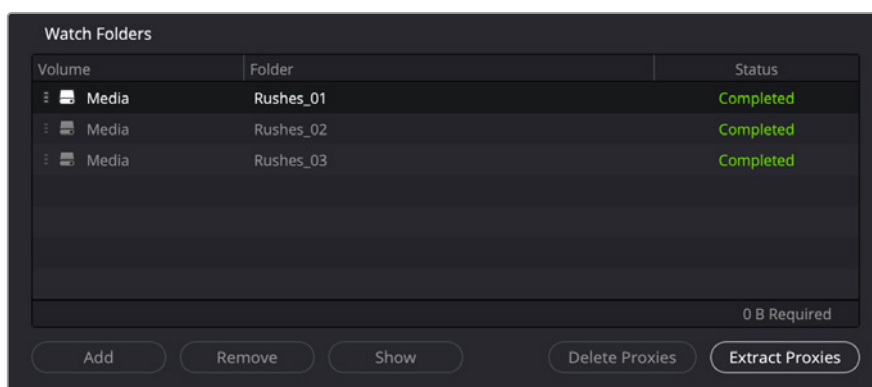 Watch Folders
Volume Folder Status
Media Rushes_01 Completed
Media Rushes_02 Completed
Media Rushes_03 Completed
0 B Required
Add Remove Show Delete Proxies Extract Proxies